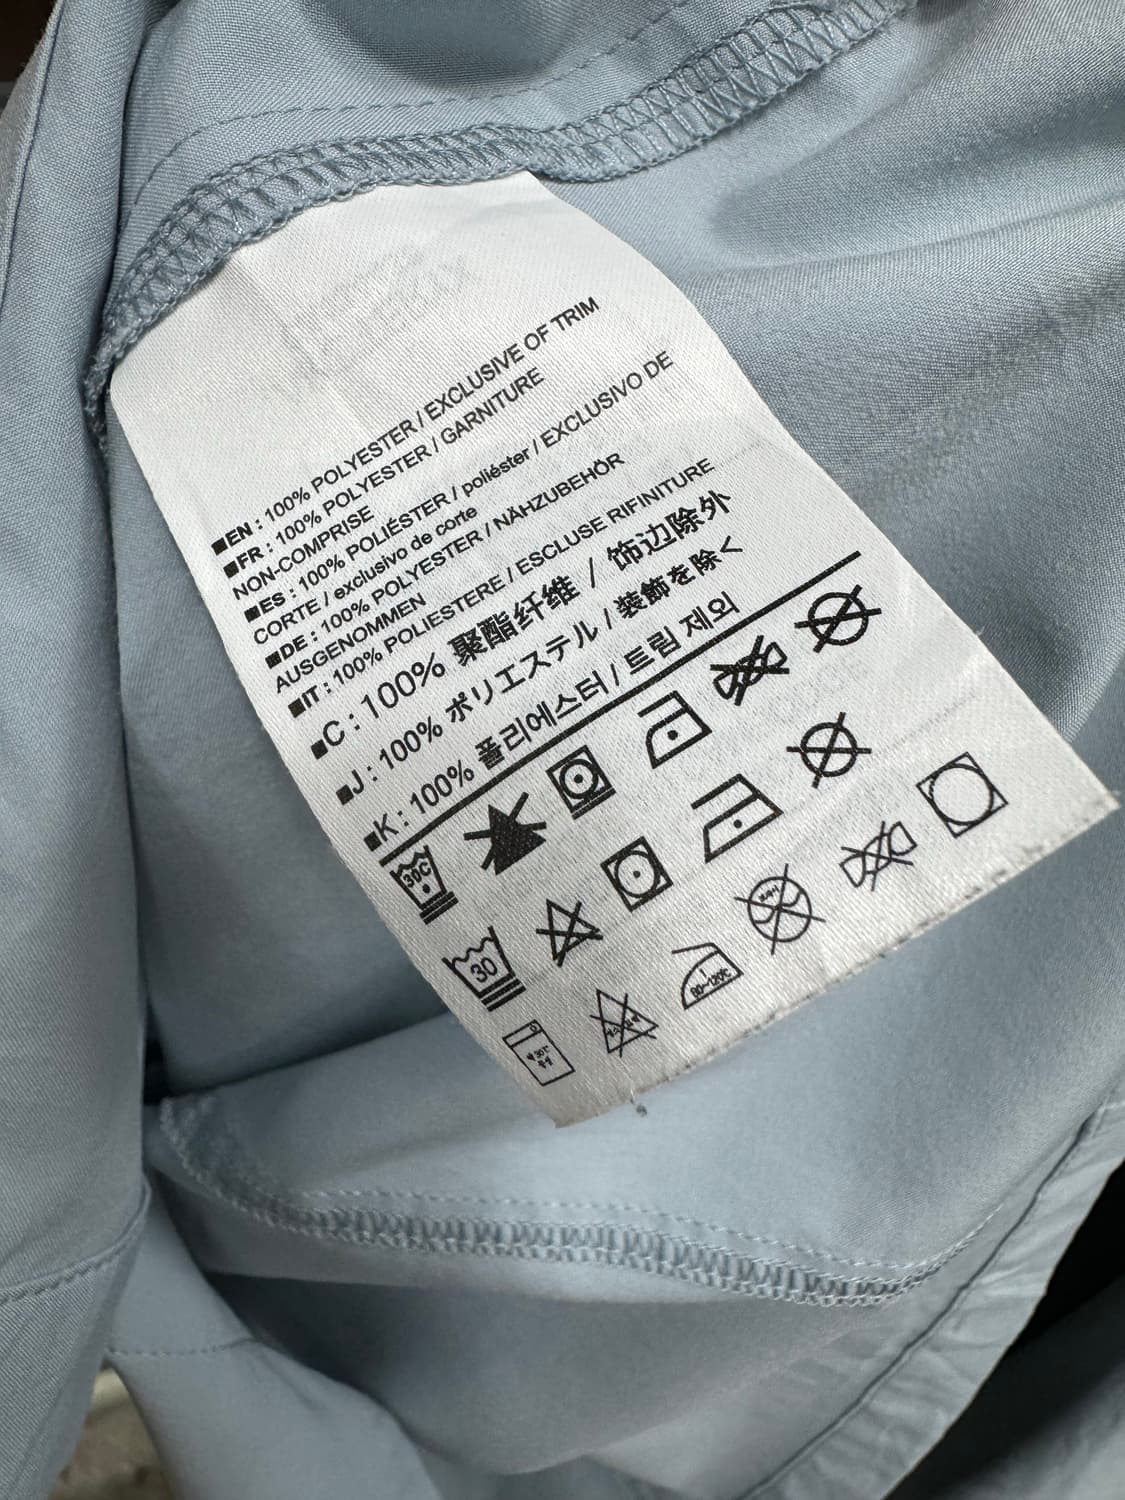 ■EN : 100% POLYESTER / EXCLUSIVE OF TRIM
■FR : 100% POLYESTER / GARNITURE
NON-COMPRISE
■ES : 100% POLIÉSTER / poliéster / EXCLUSIVO DE
CORTE / exclusivo de corte
■DE : 100% POLYESTER / NÄHZUBEHÖR
AUSGENOMMEN
■IT : 100% POLIESTERE / ESCLUSE RIFINITURE
■C : 100% 聚酯纤维 / 饰边除外
■J : 100% ポリエステル / 装飾を除く
■K : 100% 폴리에스터 / 트림 제외
30C
30
80~120℃